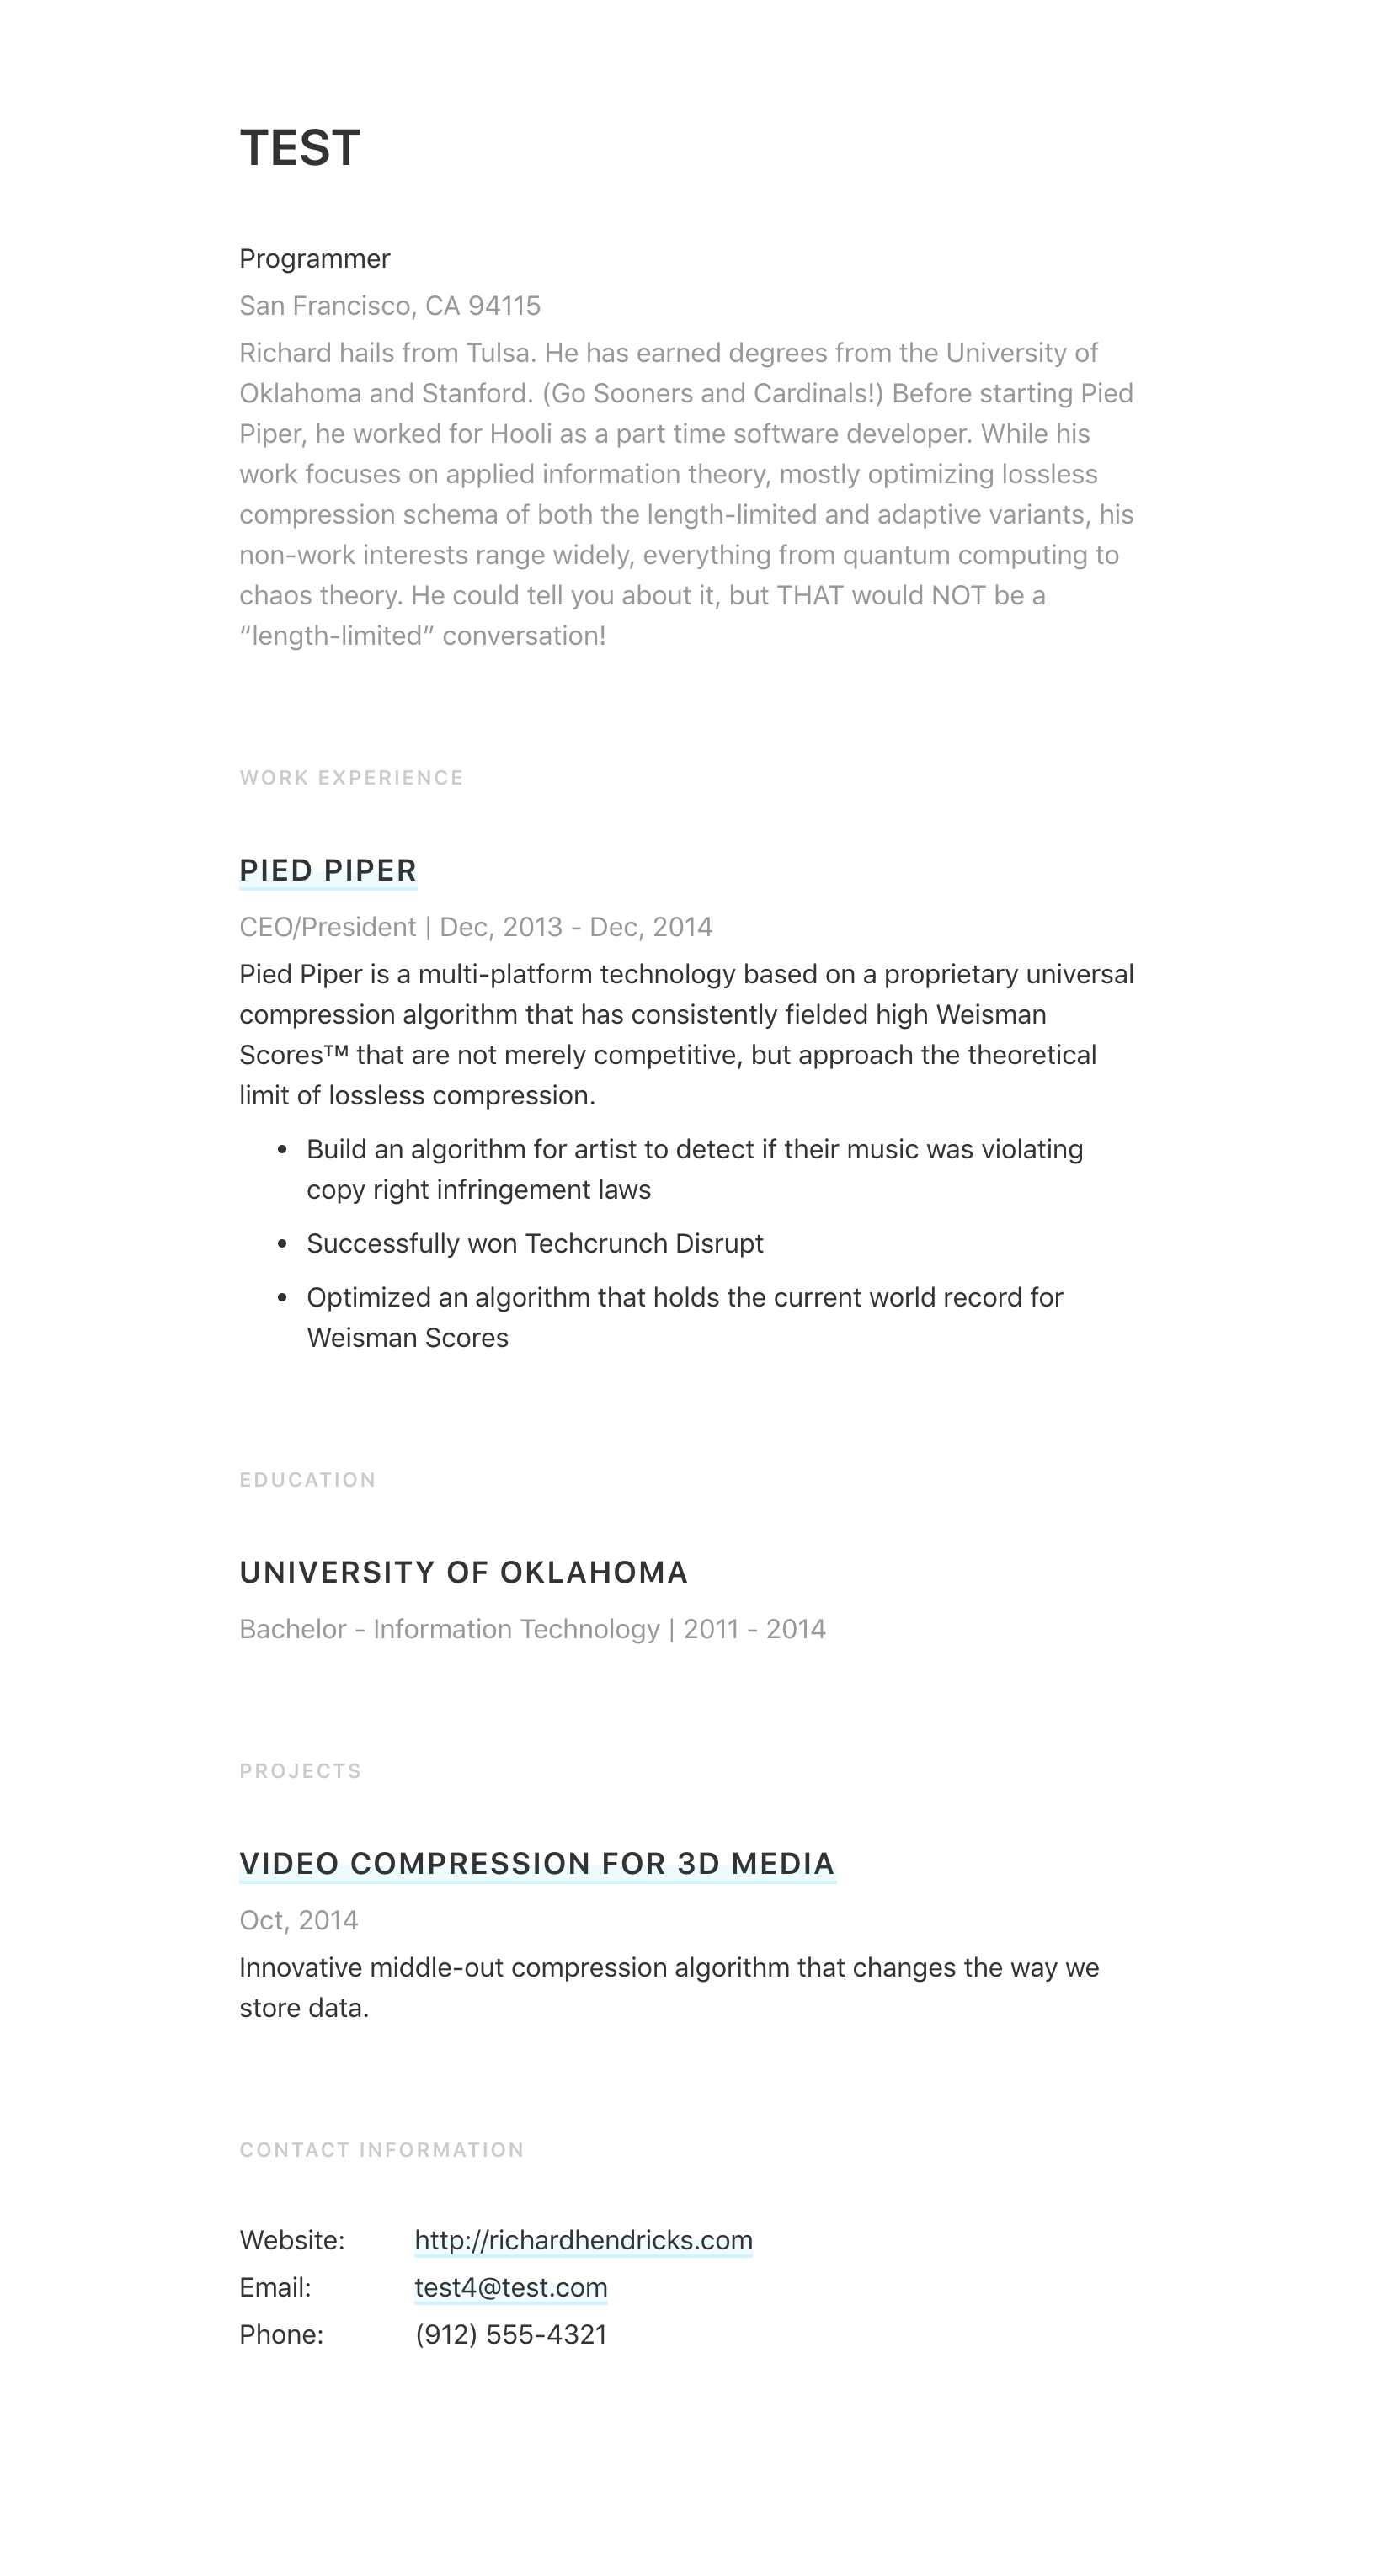 TEST
Programmer
San Francisco, CA 94115
Richard hails from Tulsa. He has earned degrees from the University of
Oklahoma and Stanford. (Go Sooners and Cardinals!) Before starting Pied
Piper, he worked for Hooli as a part time software developer. While his
work focuses on applied information theory, mostly optimizing lossless
compression schema of both the length-limited and adaptive variants, his
non-work interests range widely, everything from quantum computing to
chaos theory. He could tell you about it, but THAT would NOT be a
“length-limited” conversation!
WORK EXPERIENCE
PIED PIPER
CEO/President | Dec, 2013 - Dec, 2014
Pied Piper is a multi-platform technology based on a proprietary universal
compression algorithm that has consistently fielded high Weisman
Scores™ that are not merely competitive, but approach the theoretical
limit of lossless compression.
• Build an algorithm for artist to detect if their music was violating
copy right infringement laws
• Successfully won Techcrunch Disrupt
• Optimized an algorithm that holds the current world record for
Weisman Scores
EDUCATION
UNIVERSITY OF OKLAHOMA
Bachelor - Information Technology | 2011 - 2014
PROJECTS
VIDEO COMPRESSION FOR 3D MEDIA
Oct, 2014
Innovative middle-out compression algorithm that changes the way we
store data.
CONTACT INFORMATION
Website: http://richardhendricks.com
Email: test4@test.com
Phone: (912) 555-4321